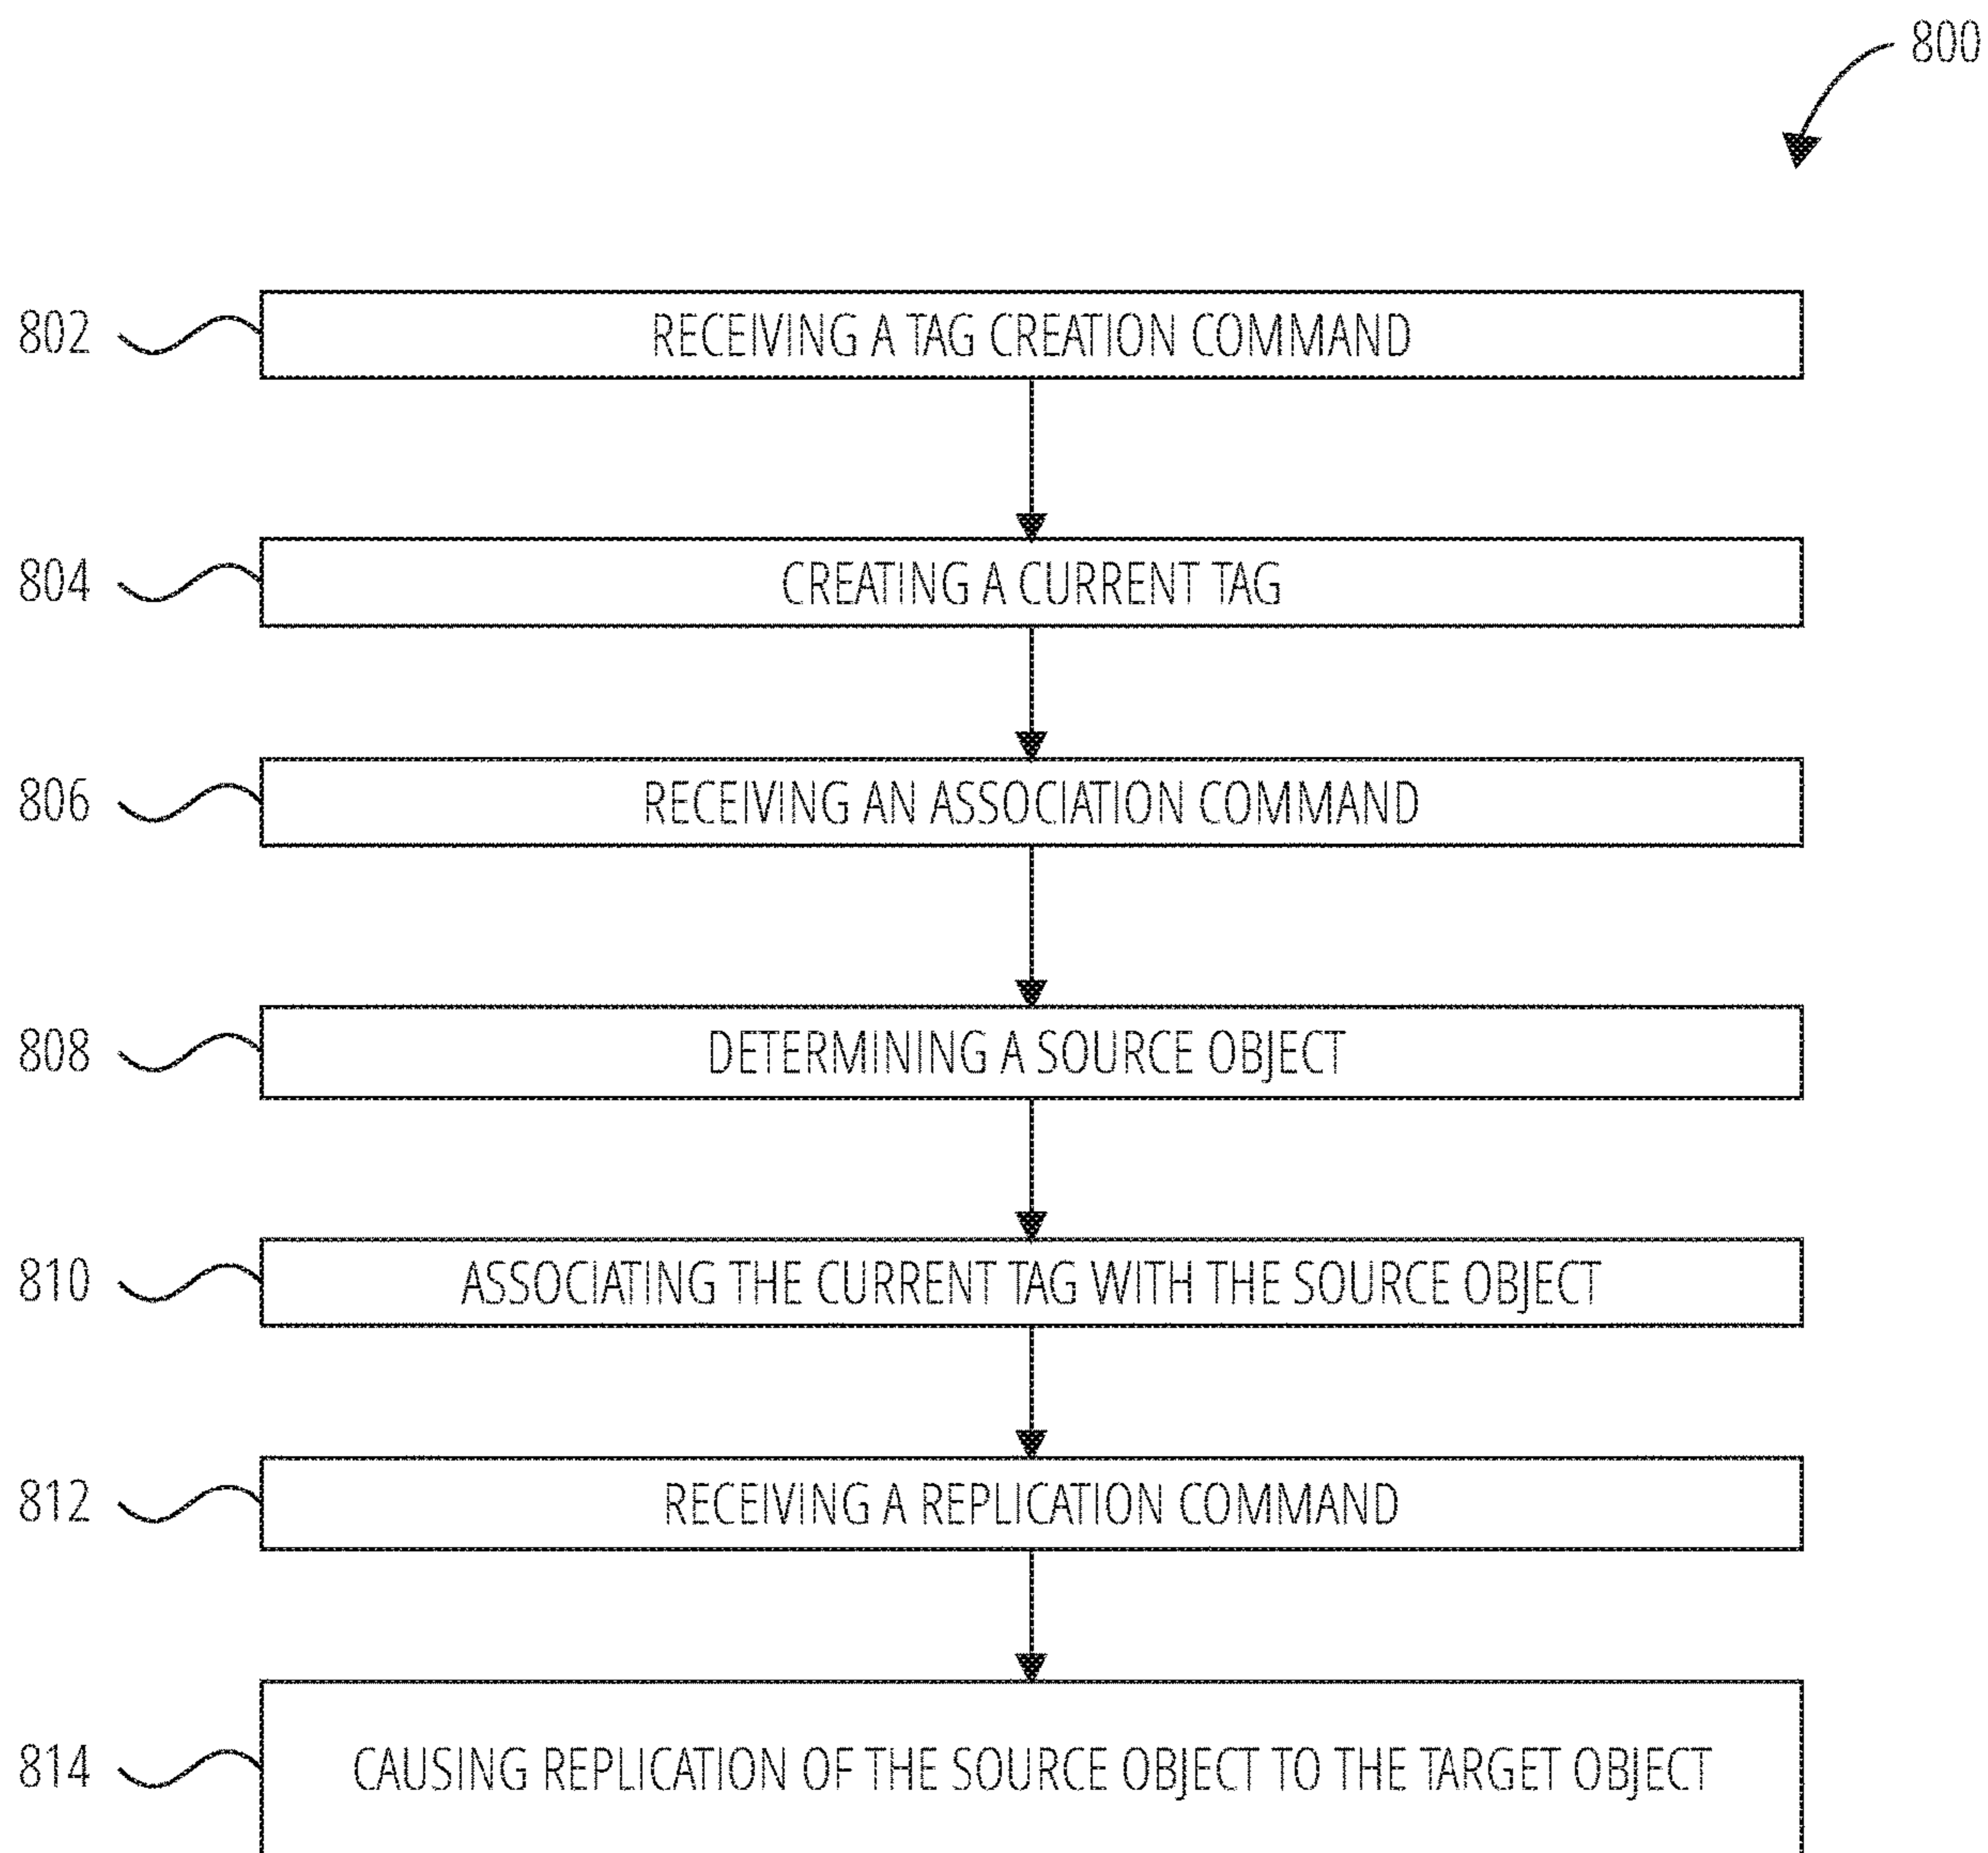 800
802 RECEIVING A TAG CREATION COMMAND
804 CREATING A CURRENT TAG
806 RECEIVING AN ASSOCIATION COMMAND
808 DETERMINING A SOURCE OBJECT
810 ASSOCIATING THE CURRENT TAG WITH THE SOURCE OBJECT
812 RECEIVING A REPLICATION COMMAND
814 CAUSING REPLICATION OF THE SOURCE OBJECT TO THE TARGET OBJECT